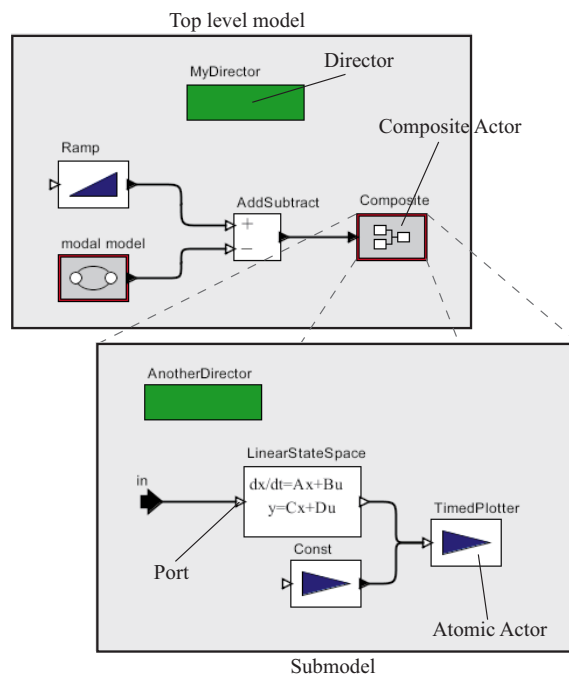 Top level model
Director
MyDirector
Composite Actor
Ramp
AddSubtract
Composite
+
−
modal model
AnotherDirector
LinearStateSpace
in
dx/dt=Ax+Bu
y=Cx+Du
TimedPlotter
Const
Port
Atomic Actor
Submodel